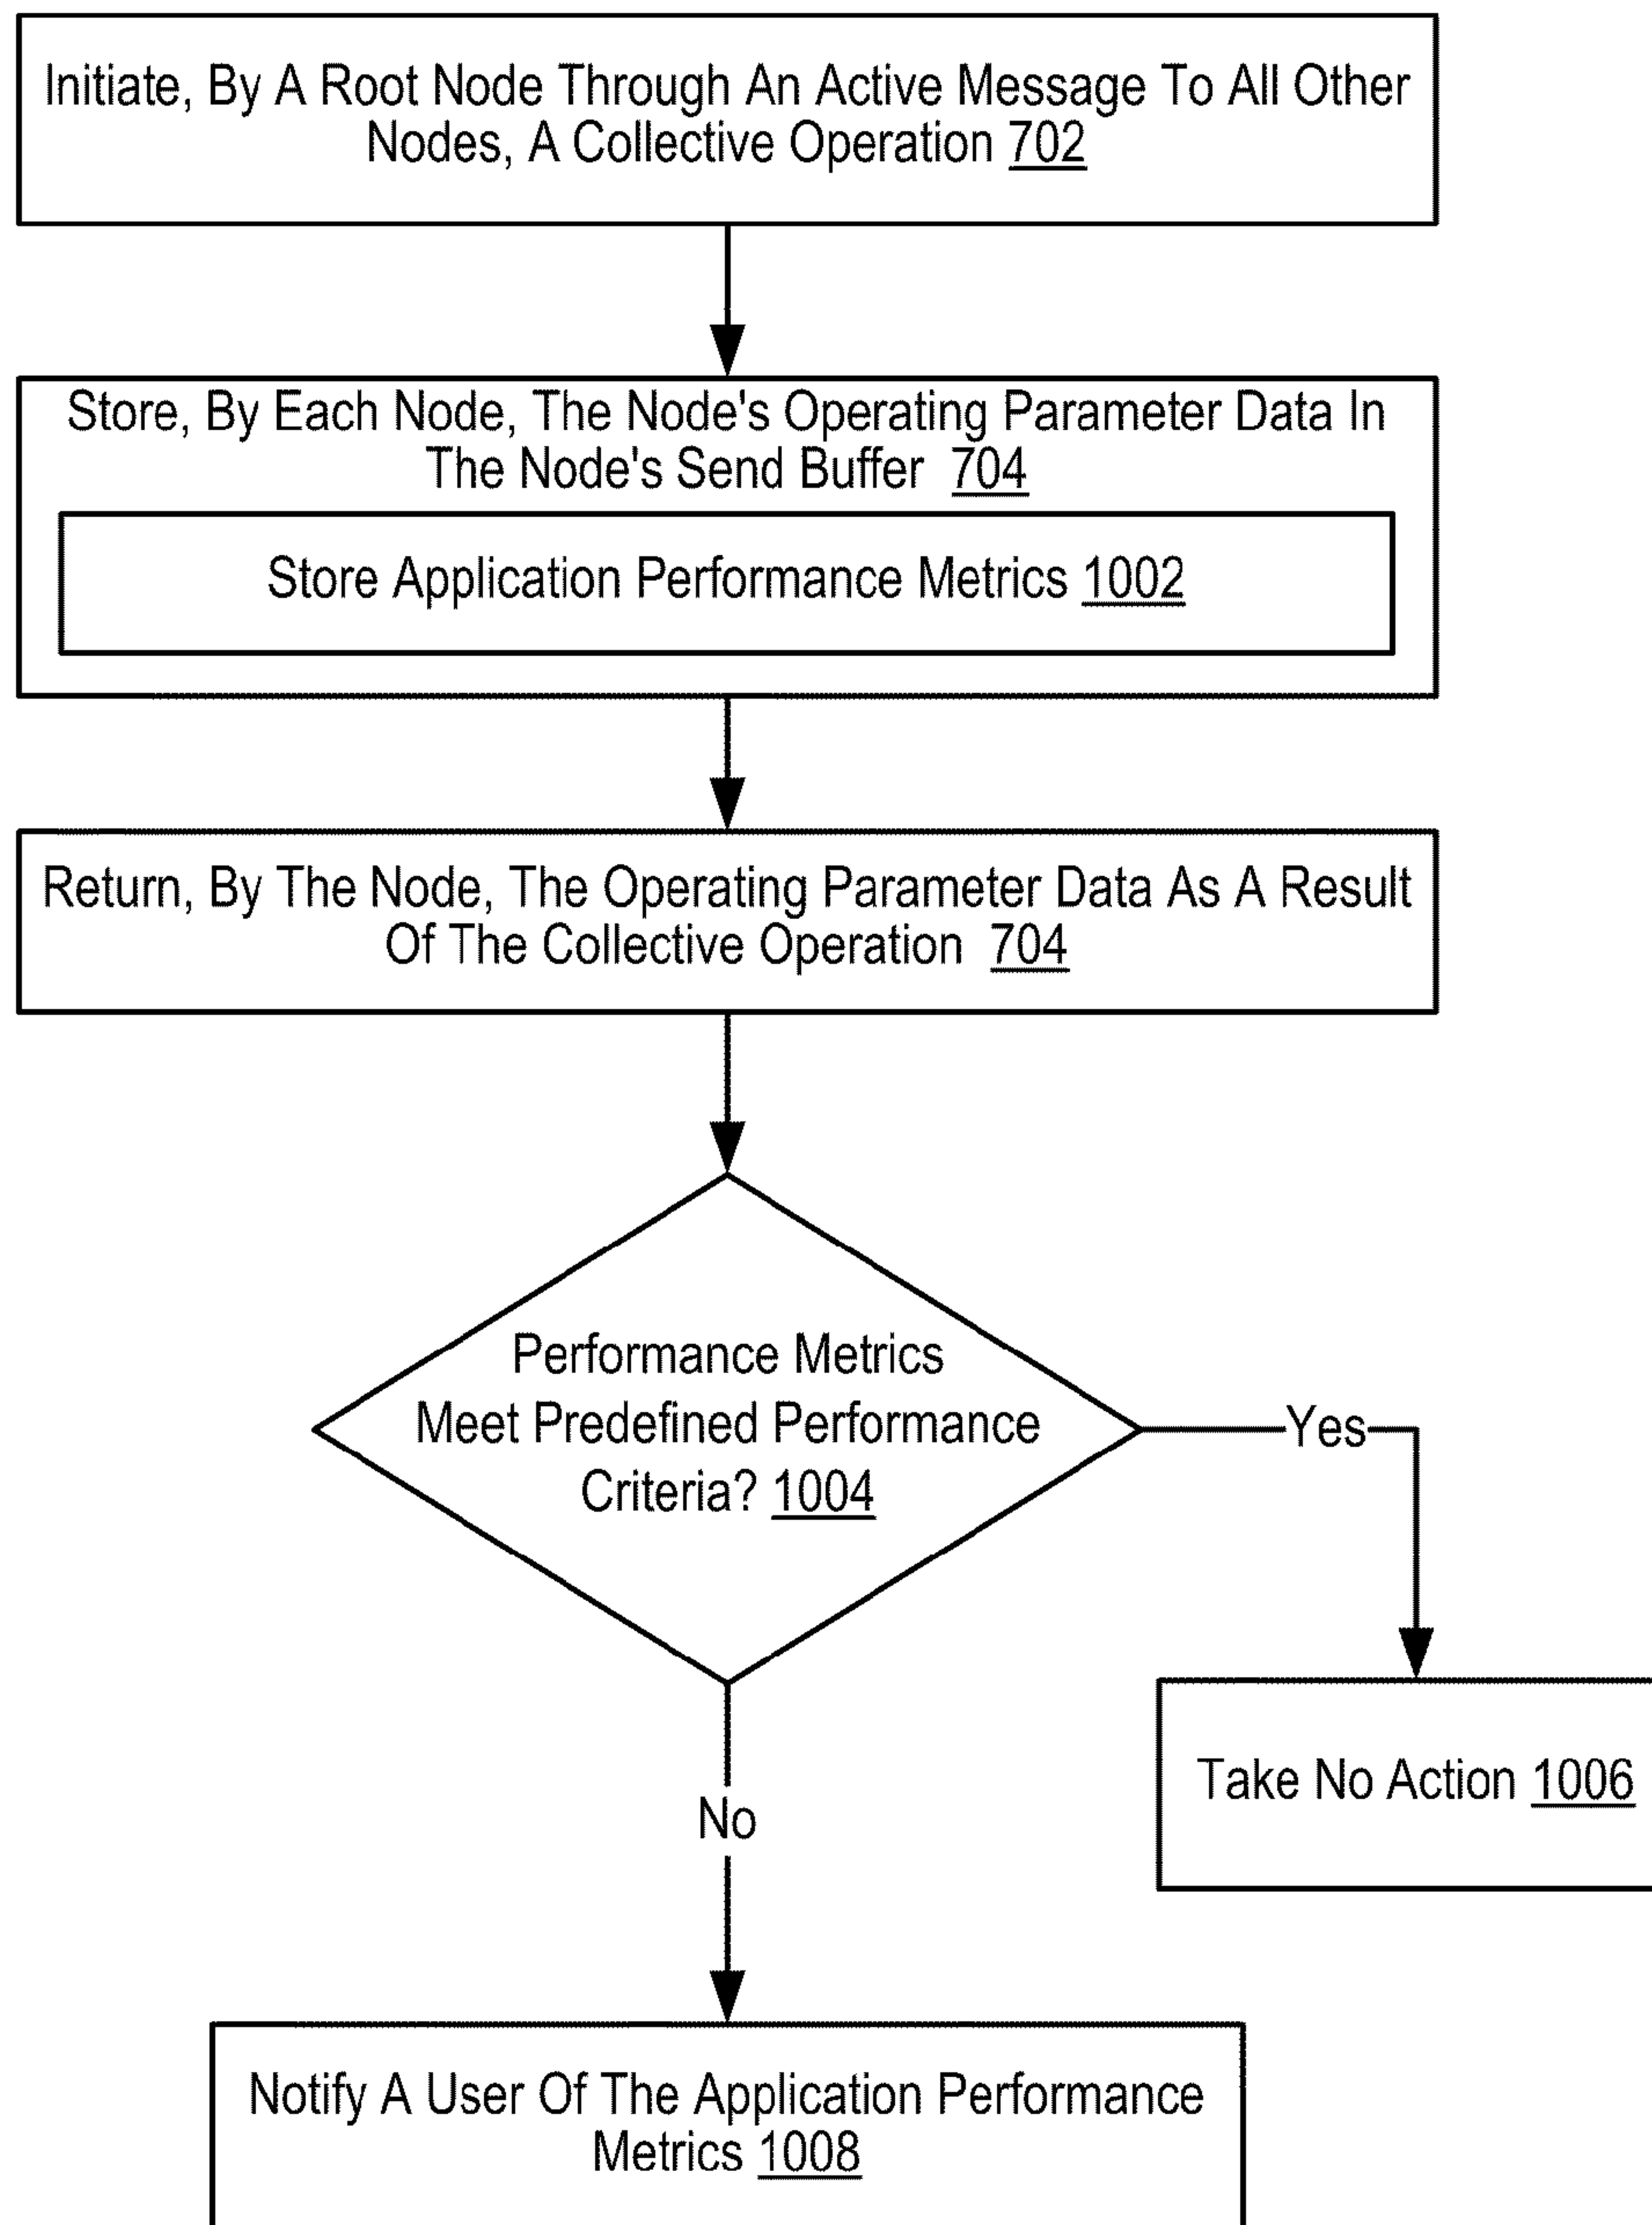 Initiate, By A Root Node Through An Active Message To All Other
Nodes, A Collective Operation 702
Store, By Each Node, The Node's Operating Parameter Data In
The Node's Send Buffer 704
Store Application Performance Metrics 1002
Return, By The Node, The Operating Parameter Data As A Result
Of The Collective Operation 704
Performance Metrics
Meet Predefined Performance
Criteria? 1004
Yes
Take No Action 1006
No
Notify A User Of The Application Performance
Metrics 1008